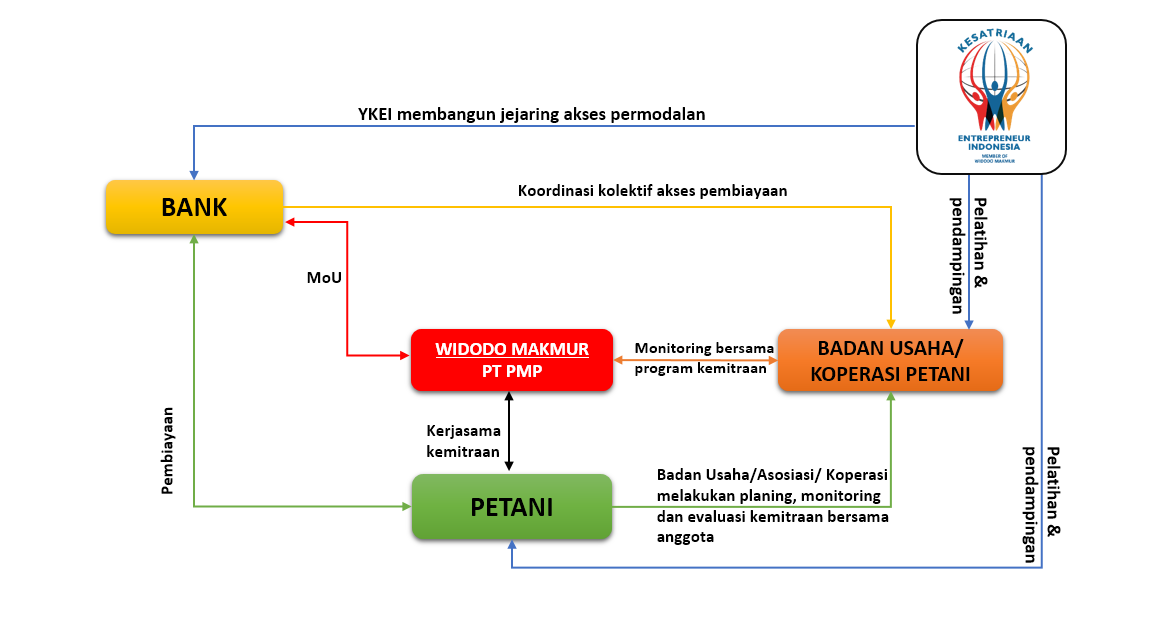 KESATRIAAN
ENTREPRENEUR
INDONESIA
MEMBER OF
WIDODO MAKMUR
YKEI membangun jejaring akses permodalan
BANK
Koordinasi kolektif akses pembiayaan
Pelatihan &
pendampingan
MoU
WIDODO MAKMUR
PT PMP
Monitoring bersama
program kemitraan
BADAN USAHA/
KOPERASI PETANI
Pembiayaan
Kerjasama
kemitraan
PETANI
Badan Usaha/Asosiasi/ Koperasi
melakukan planing, monitoring
dan evaluasi kemitraan bersama
anggota
Pelatihan &
pendampingan